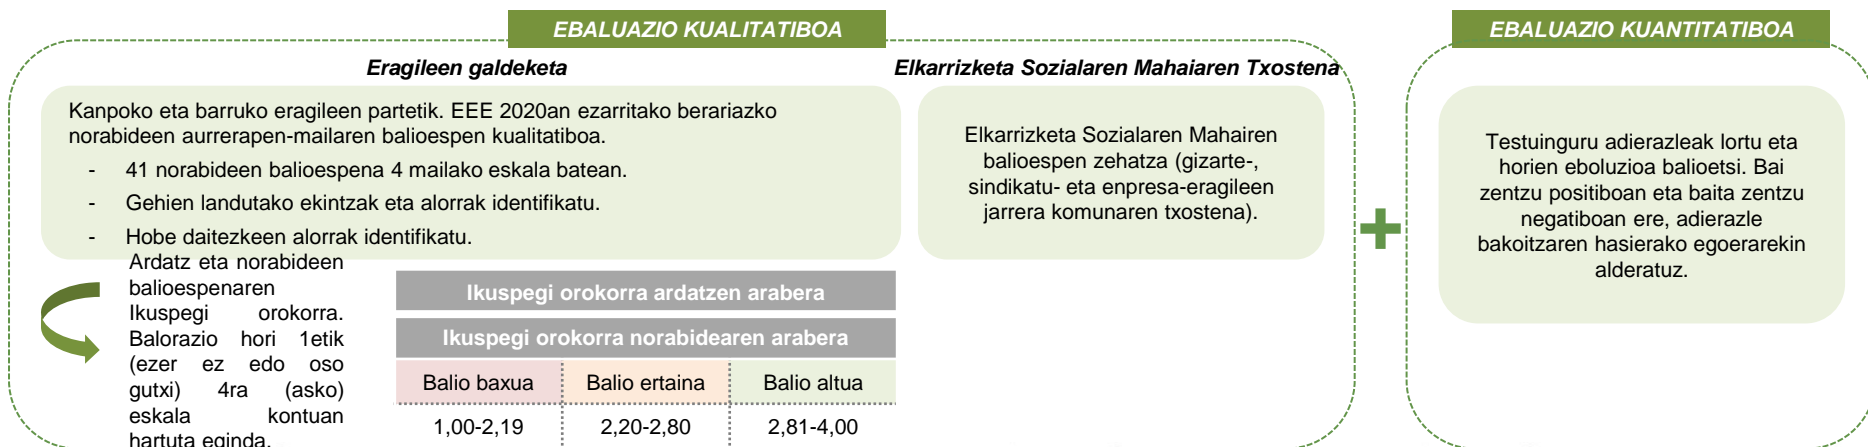 EBALUAZIO KUALITATIBOA
Eragileen galdeketa
Kanpoko eta barruko eragileen partetik. EEE 2020an ezarritako berariazko
norabideen aurrerapen-mailaren balioespen kualitatiboa.
- 41 norabideen balioespena 4 mailako eskala batean.
- Gehien landutako ekintzak eta alorrak identifikatu.
- Hobe daitezkeen alorrak identifikatu.
Ardatz eta norabideen
balioespenaren
Ikuspegi orokorra.
Balorazio hori 1etik
(ezer ez edo oso
gutxi) 4ra (asko)
eskala kontuan
hartuta eginda.
Ikuspegi orokorra ardatzen arabera
Ikuspegi orokorra norabidearen arabera
Balio baxua Balio ertaina Balio altua
1,00-2,19 2,20-2,80 2,81-4,00
Elkarrizketa Sozialaren Mahaiaren Txostena
Elkarrizketa Sozialaren Mahairen
balioespen zehatza (gizarte-,
sindikatu- eta enpresa-eragileen
jarrera komunaren txostena).
EBALUAZIO KUANTITATIBOA
Testuinguru adierazleak lortu eta
horien eboluzioa balioetsi. Bai
zentzu positiboan eta baita zentzu
negatiboan ere, adierazle
bakoitzaren hasierako egoerarekin
alderatuz.